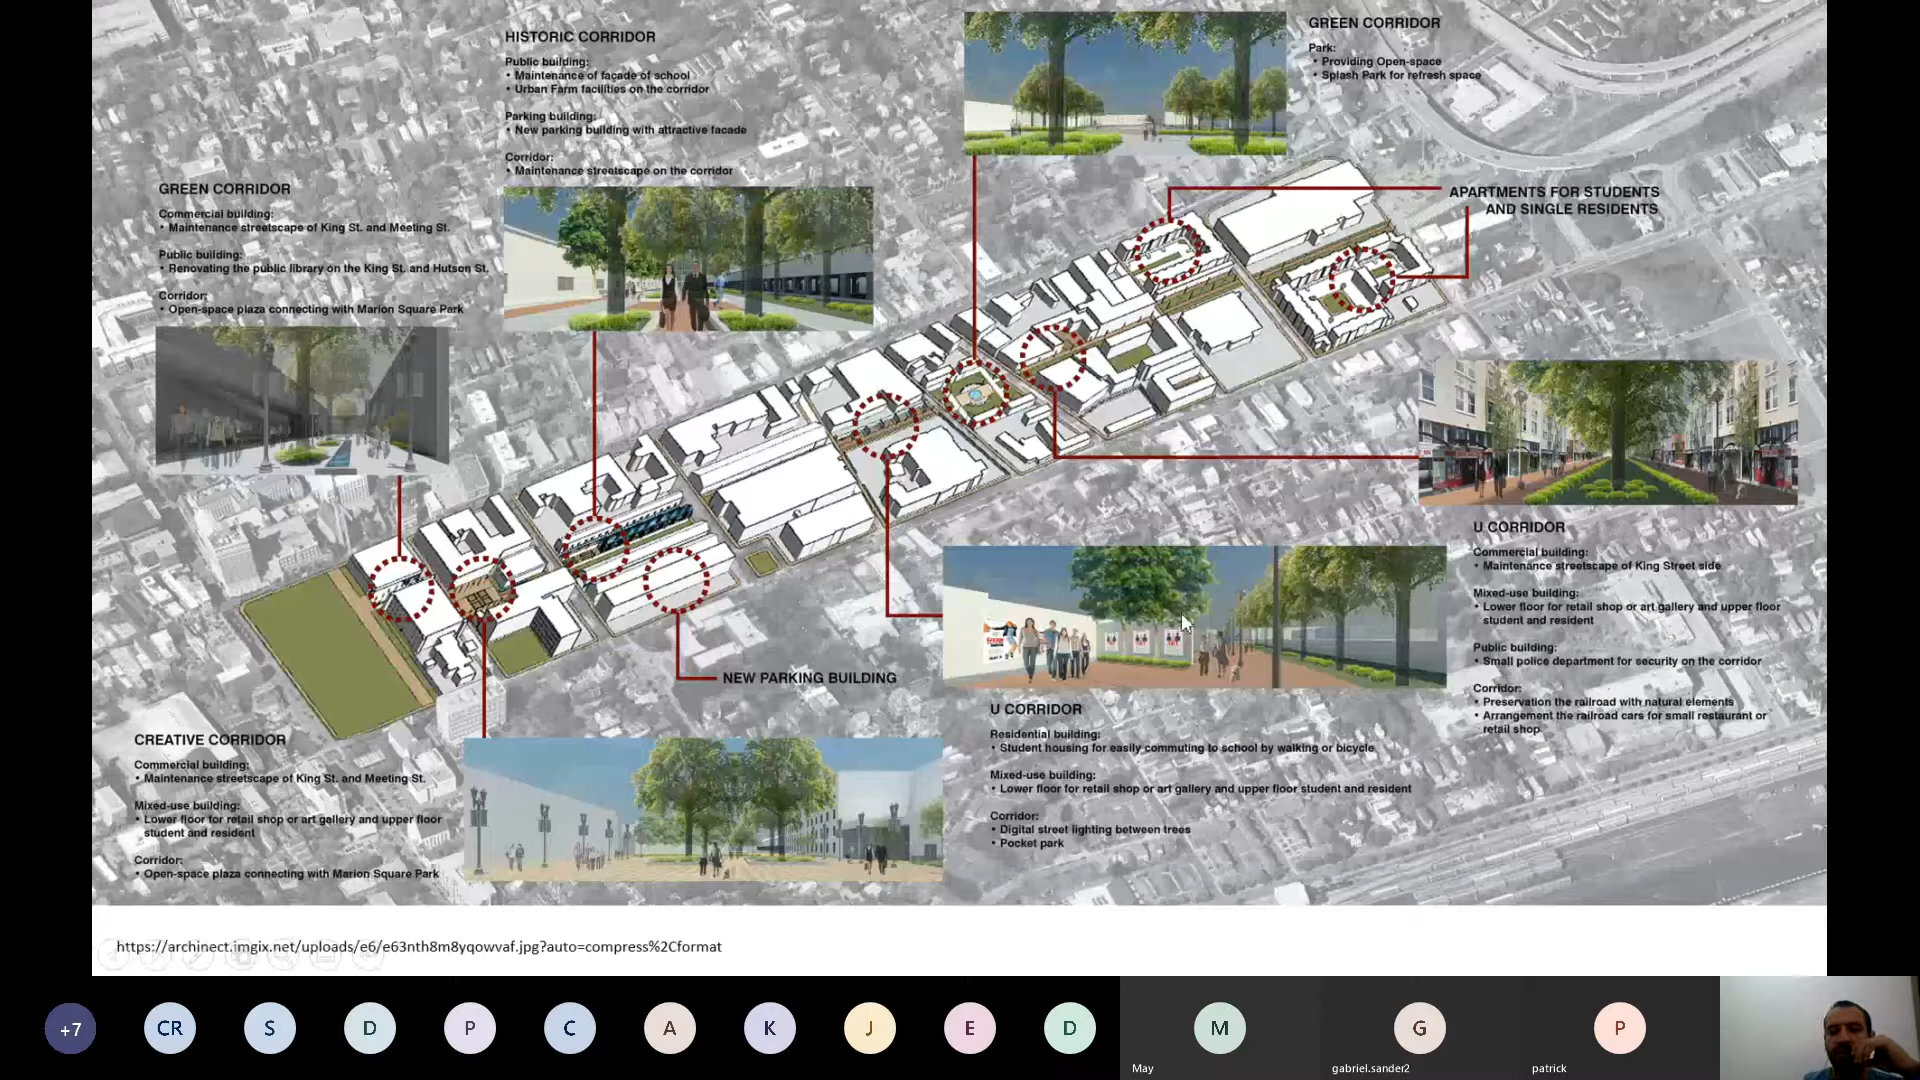 HISTORIC CORRIDOR
Public building:
• Maintenance of façade of school
• Urban Farm facilities on the corridor
Parking building:
• New parking building with attractive facade
Corridor:
• Maintenance streetscape on the corridor
GREEN CORRIDOR
Park:
• Providing Open-space
• Splash Park for refresh space
GREEN CORRIDOR
Commercial building:
• Maintenance streetscape of King St. and Meeting St.
Public building:
• Renovating the public library on the King St. and Hutson St.
Corridor:
• Open-space plaza connecting with Marion Square Park
APARTMENTS FOR STUDENTS
AND SINGLE RESIDENTS
U CORRIDOR
Commercial building:
• Maintenance streetscape of King Street side
Mixed-use building:
• Lower floor for retail shop or art gallery and upper floor
student and resident
Public building:
• Small police department for security on the corridor
Corridor:
• Preservation the railroad with natural elements
• Arrangement the railroad cars for small restaurant or
retail shop
NEW PARKING BUILDING
U CORRIDOR
Residential building:
• Student housing for easily commuting to school by walking or bicycle
Mixed-use building:
• Lower floor for retail shop or art gallery and upper floor student and resident
Corridor:
• Digital street lighting between trees
• Pocket park
CREATIVE CORRIDOR
Commercial building:
• Maintenance streetscape of King St. and Meeting St.
Mixed-use building:
• Lower floor for retail shop or art gallery and upper floor
student and resident
Corridor:
• Open-space plaza connecting with Marion Square Park
https://archinect.imgix.net/uploads/e6/e63nth8m8yqowvaf.jpg?auto=compress%2Cformat
+7
CR
S
D
P
C
A
K
J
E
D
M
G
P
May
gabriel.sander2
patrick